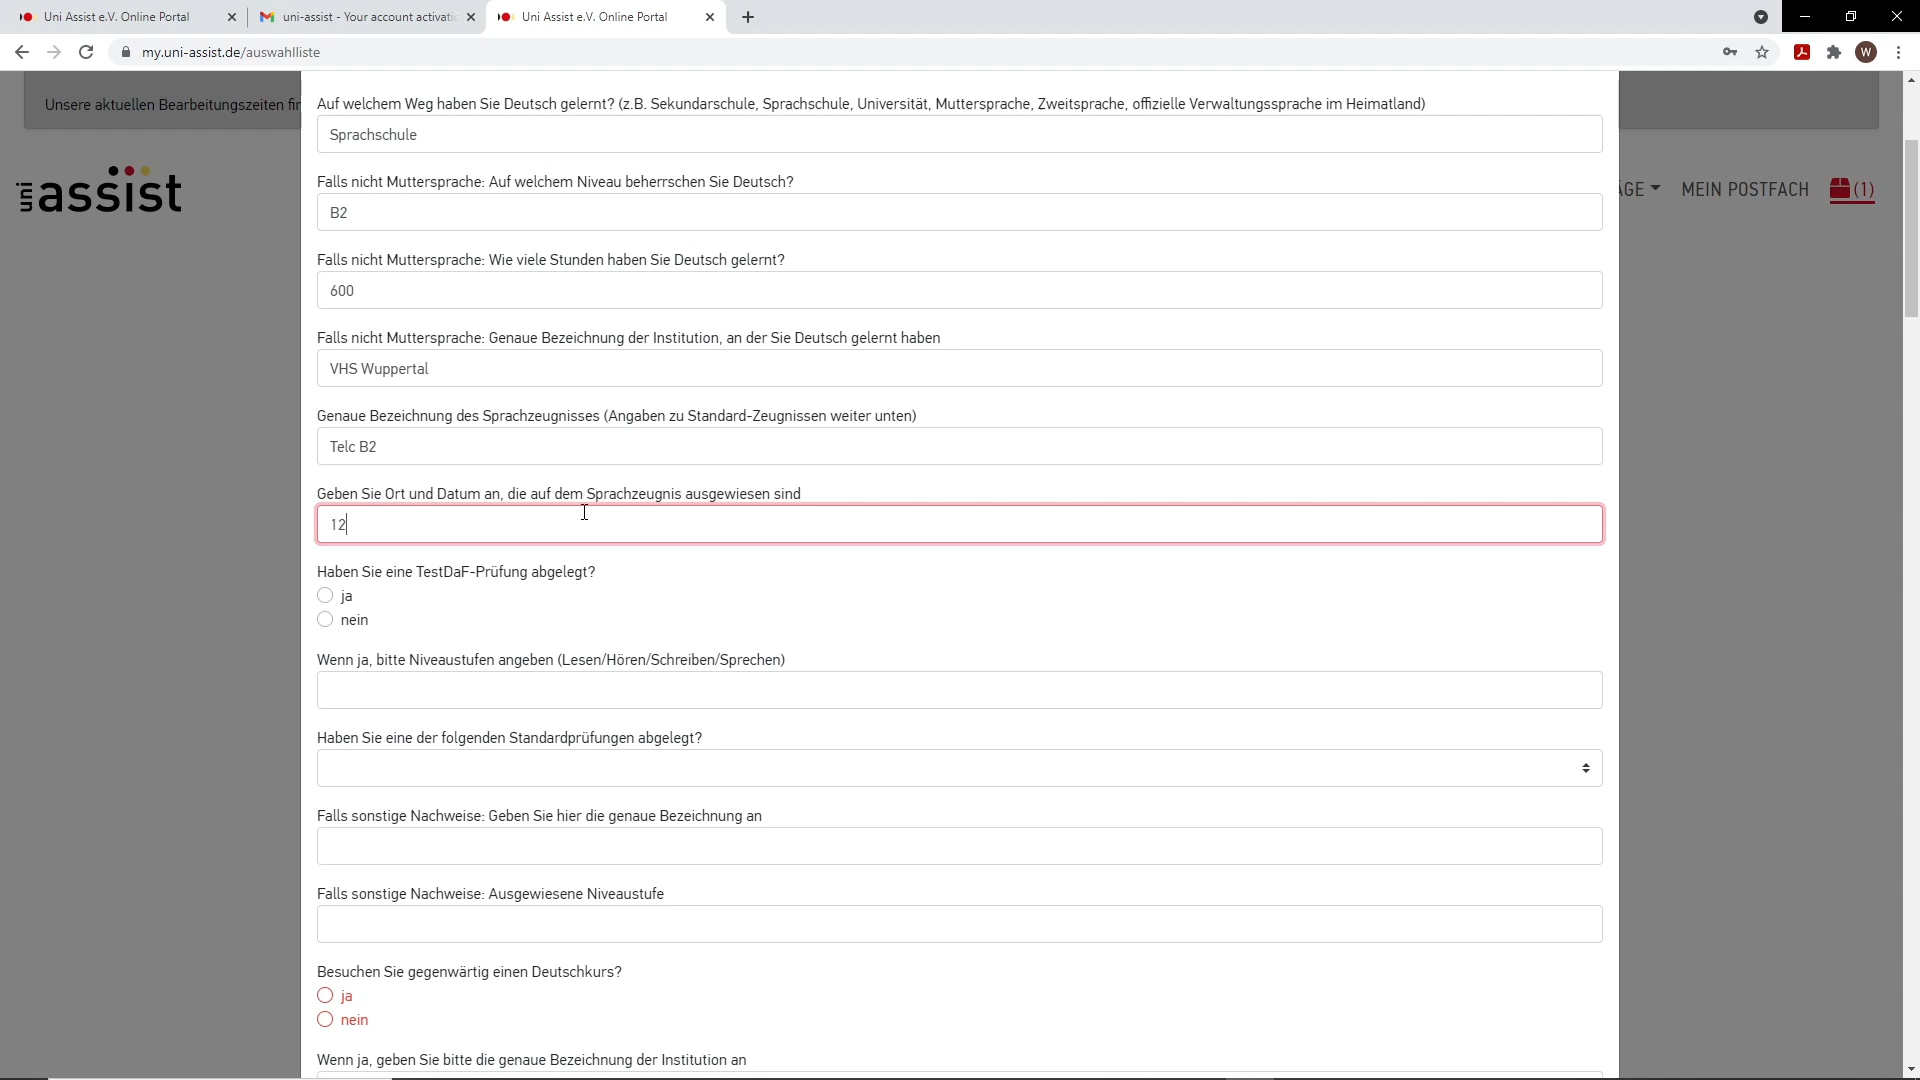 Uni Assist e.V. Online Portal
uni-assist - Your account activatio
Uni Assist e.V. Online Portal
my.uni-assist.de/auswahlliste
W
Unsere aktuellen Bearbeitungszeiten fin
uni assist
ÄGE
MEIN POSTFACH
(1)
Auf welchem Weg haben Sie Deutsch gelernt? (z.B. Sekundarschule, Sprachschule, Universität, Muttersprache, Zweitsprache, offizielle Verwaltungssprache im Heimatland)
Sprachschule
Falls nicht Muttersprache: Auf welchem Niveau beherrschen Sie Deutsch?
B2
Falls nicht Muttersprache: Wie viele Stunden haben Sie Deutsch gelernt?
600
Falls nicht Muttersprache: Genaue Bezeichnung der Institution, an der Sie Deutsch gelernt haben
VHS Wuppertal
Genaue Bezeichnung des Sprachzeugnisses (Angaben zu Standard-Zeugnissen weiter unten)
Telc B2
Geben Sie Ort und Datum an, die auf dem Sprachzeugnis ausgewiesen sind
12
Haben Sie eine TestDaF-Prüfung abgelegt?
ja
nein
Wenn ja, bitte Niveaustufen angeben (Lesen/Hören/Schreiben/Sprechen)
Haben Sie eine der folgenden Standardprüfungen abgelegt?
Falls sonstige Nachweise: Geben Sie hier die genaue Bezeichnung an
Falls sonstige Nachweise: Ausgewiesene Niveaustufe
Besuchen Sie gegenwärtig einen Deutschkurs?
ja
nein
Wenn ja, geben Sie bitte die genaue Bezeichnung der Institution an